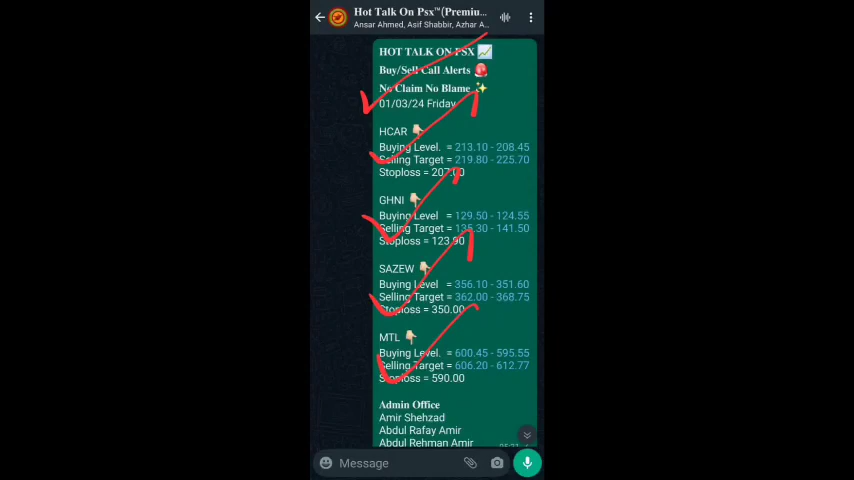 Hot Talk On Psx™(Premiu...
Ansar Ahmed, Asif Shabbir, Azhar A...
HOT TALK ON PSX 📈
Buy/Sell Call Alerts 🚨
No Claim No Blame ✨
01/03/24 Friday
HCAR 👇🏻
Buying Level. = 213.10 - 208.45
Selling Target = 219.80 - 225.70
Stoploss = 207.00
GHNI 👇🏻
Buying Level = 129.50 - 124.55
Selling Target = 135.30 - 141.50
Stoploss = 123.90
SAZEW 👇🏻
Buying Level = 356.10 - 351.60
Selling Target = 362.00 - 368.75
Stoploss = 350.00
MTL 👇🏻
Buying Level. = 600.45 - 595.55
Selling Target = 606.20 - 612.77
Stoploss = 590.00
Admin Office
Amir Shehzad
Abdul Rafay Amir
Abdul Rehman Amir
Message